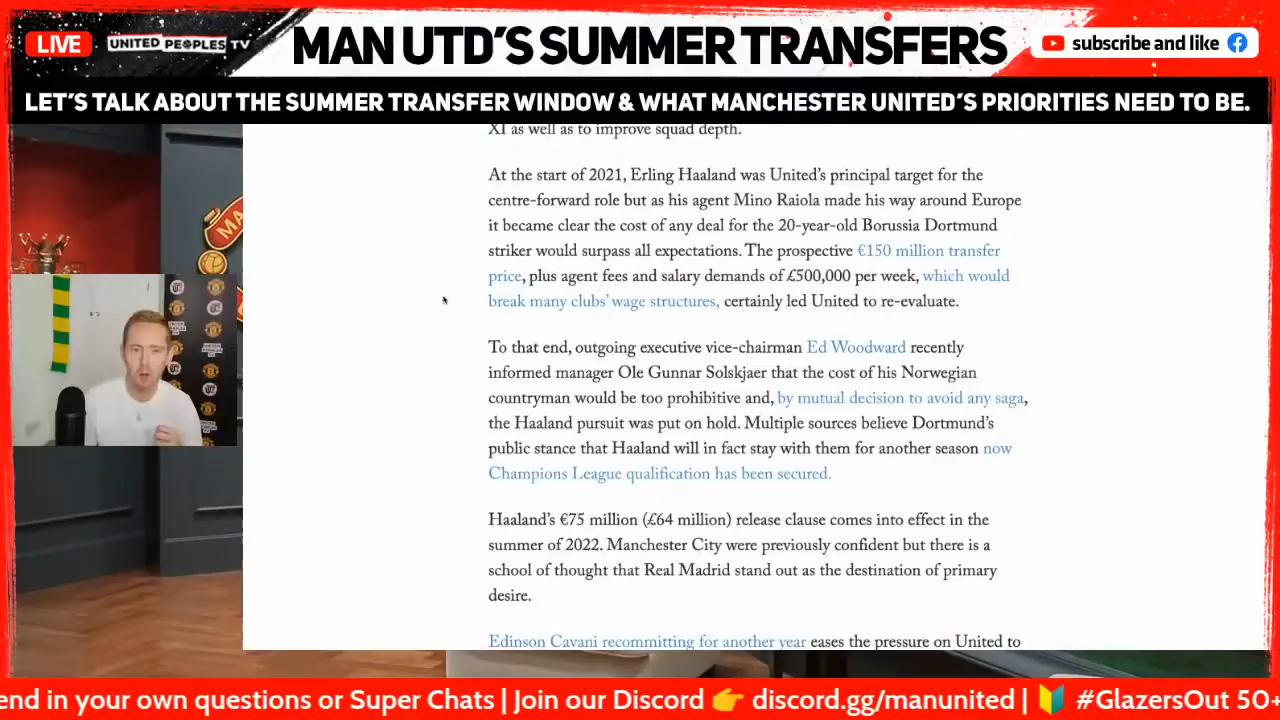 LIVE
UNITED PEOPLES TV
MAN UTD'S SUMMER TRANSFERS
subscribe and like
LET'S TALK ABOUT THE SUMMER TRANSFER WINDOW & WHAT MANCHESTER UNITED'S PRIORITIES NEED TO BE.
XI as well as to improve squad depth.
At the start of 2021, Erling Haaland was United's principal target for the
centre-forward role but as his agent Mino Raiola made his way around Europe
it became clear the cost of any deal for the 20-year-old Borussia Dortmund
striker would surpass all expectations. The prospective €150 million transfer
price, plus agent fees and salary demands of £500,000 per week, which would
break many clubs' wage structures, certainly led United to re-evaluate.
To that end, outgoing executive vice-chairman Ed Woodward recently
informed manager Ole Gunnar Solskjaer that the cost of his Norwegian
countryman would be too prohibitive and, by mutual decision to avoid any saga,
the Haaland pursuit was put on hold. Multiple sources believe Dortmund's
public stance that Haaland will in fact stay with them for another season now
Champions League qualification has been secured.
Haaland's €75 million (£64 million) release clause comes into effect in the
summer of 2022. Manchester City were previously confident but there is a
school of thought that Real Madrid stand out as the destination of primary
desire.
Edinson Cavani recommitting for another year eases the pressure on United to
end in your own questions or Super Chats | Join our Discord 👉 discord.gg/manunited | 🔰 #GlazersOut 50+